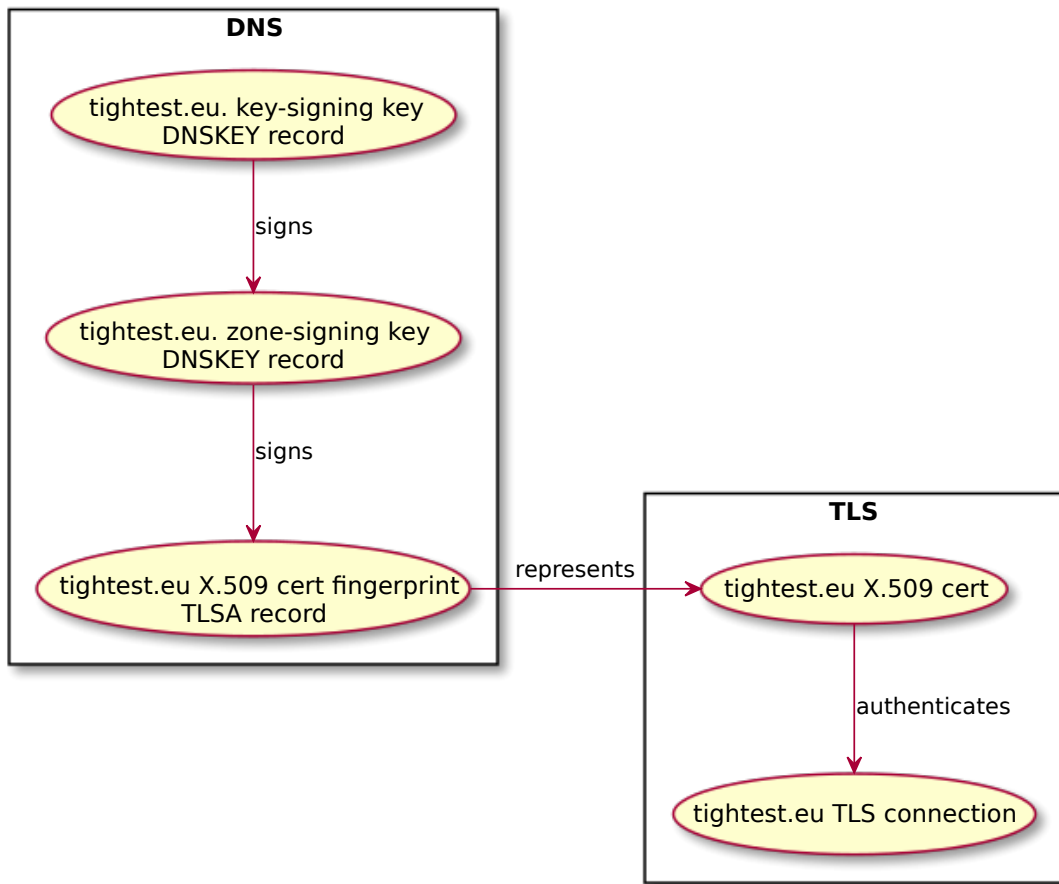 DNS
tightest.eu. key-signing key
DNSKEY record
signs
tightest.eu. zone-signing key
DNSKEY record
signs
tightest.eu X.509 cert fingerprint
TLSA record
represents
TLS
tightest.eu X.509 cert
authenticates
tightest.eu TLS connection